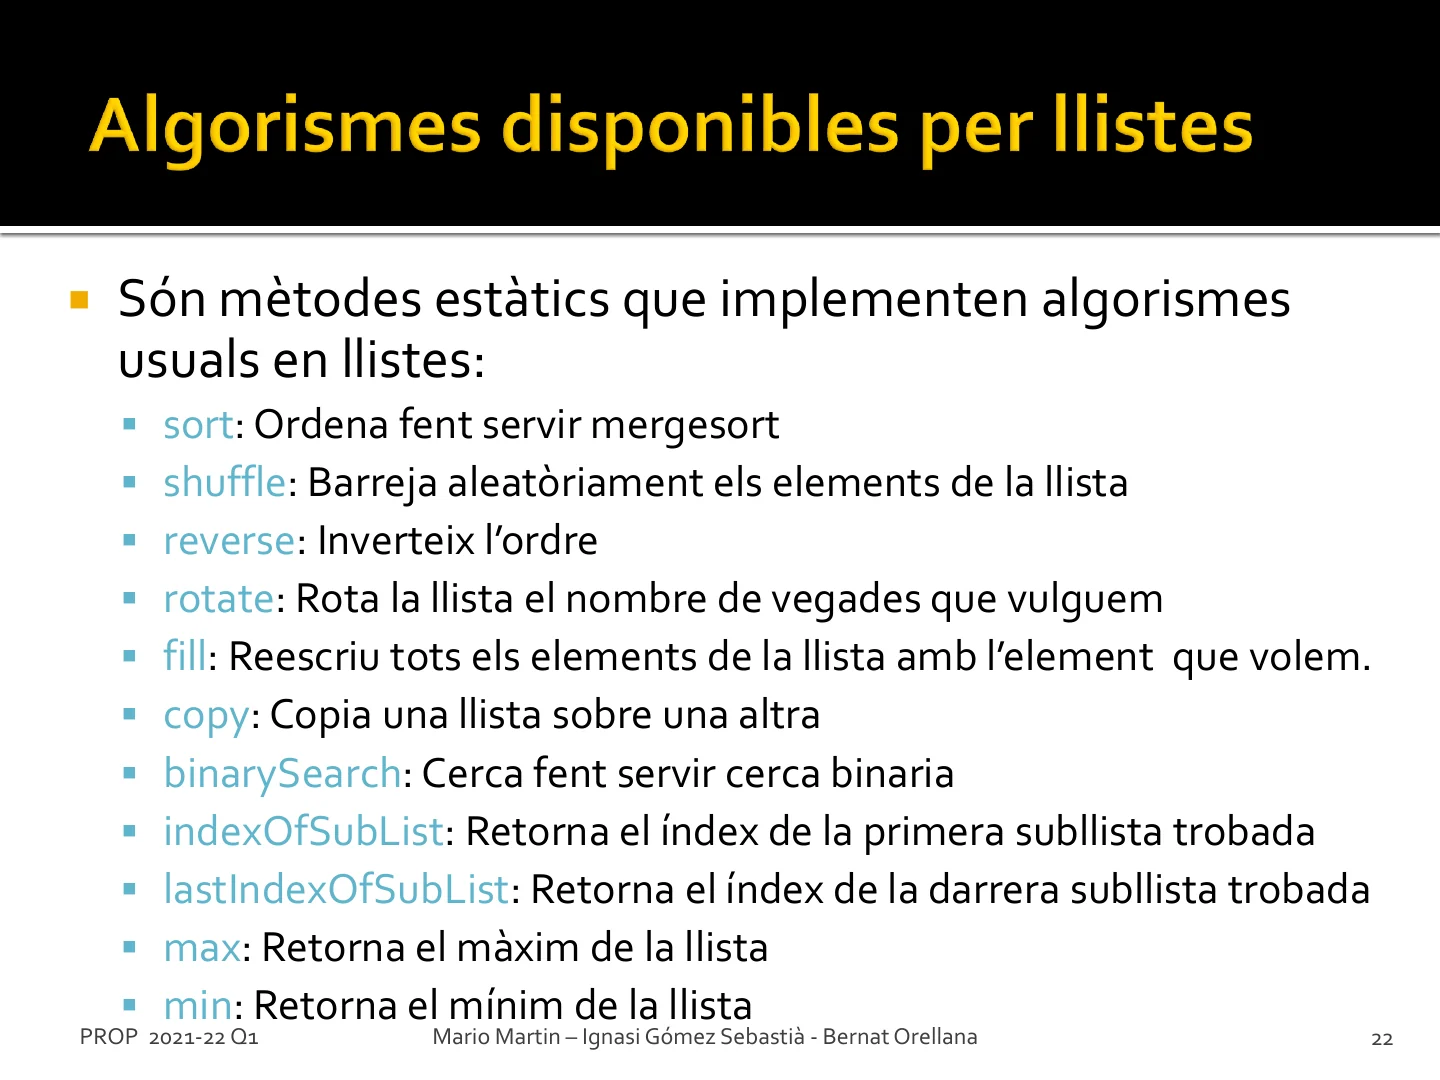 Algorismes disponibles per llistes
Són mètodes estàtics que implementen algorismes
usuals en llistes:
sort: Ordena fent servir mergesort
shuffle: Barreja aleatòriament els elements de la llista
reverse: Inverteix l’ordre
rotate: Rota la llista el nombre de vegades que vulguem
fill: Reescriu tots els elements de la llista amb l’element  que volem.
copy: Copia una llista sobre una altra
binarySearch: Cerca fent servir cerca binaria
indexOfSubList: Retorna el índex de la primera subllista trobada
lastIndexOfSubList: Retorna el índex de la darrera subllista trobada
max: Retorna el màxim de la llista
min: Retorna el mínim de la llista
PROP  2021-22 Q1 Mario Martin – Ignasi Gómez Sebastià - Bernat Orellana 22